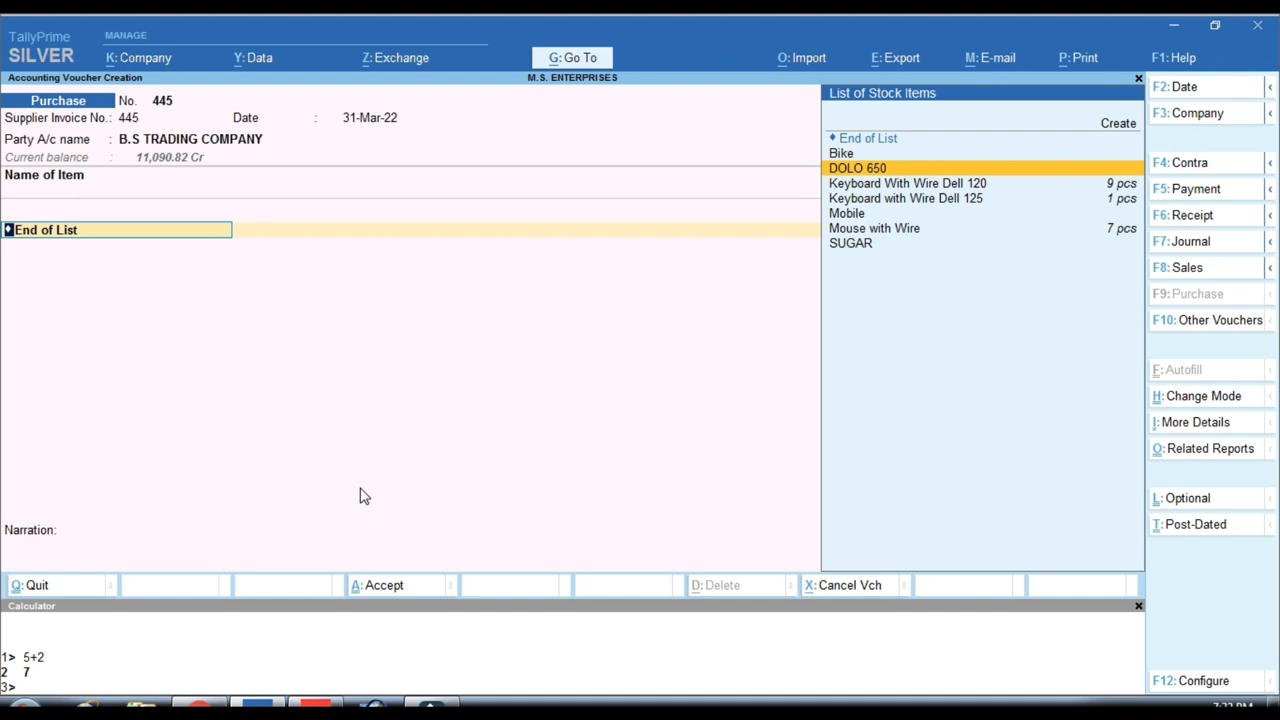 TallyPrime MANAGE
SILVER K: Company Y: Data Z: Exchange G: Go To O: Import E: Export M: E-mail P: Print F1: Help
Accounting Voucher Creation M.S. ENTERPRISES
Purchase No. 445
Supplier Invoice No.: 445 Date : 31-Mar-22
Party A/c name : B.S TRADING COMPANY
Current balance : 11,090.82 Cr
Name of Item
End of List
Narration:
List of Stock Items
Create
End of List
Bike
DOLO 650
Keyboard With Wire Dell 120 9 pcs
Keyboard with Wire Dell 125 1 pcs
Mobile
Mouse with Wire 7 pcs
SUGAR
F2: Date
F3: Company
F4: Contra
F5: Payment
F6: Receipt
F7: Journal
F8: Sales
F9: Purchase
F10: Other Vouchers
F: Autofill
H: Change Mode
I: More Details
O: Related Reports
L: Optional
T: Post-Dated
F12: Configure
Q: Quit A: Accept D: Delete X: Cancel Vch
Calculator
1> 5+2
2 7
3>